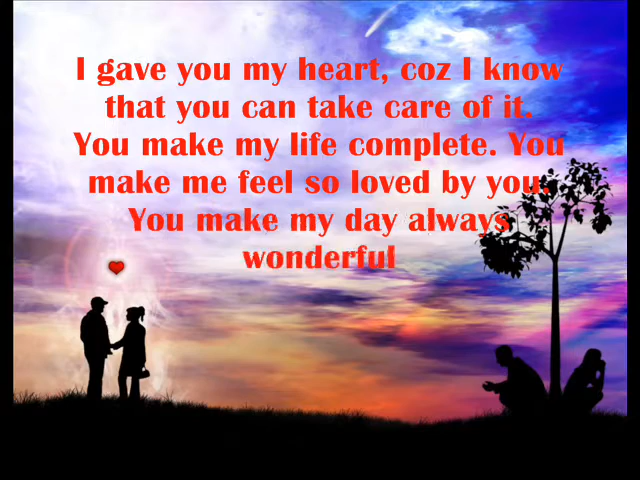 I gave you my heart, coz I know
that you can take care of it.
You make my life complete. You
make me feel so loved by you.
You make my day always
wonderful